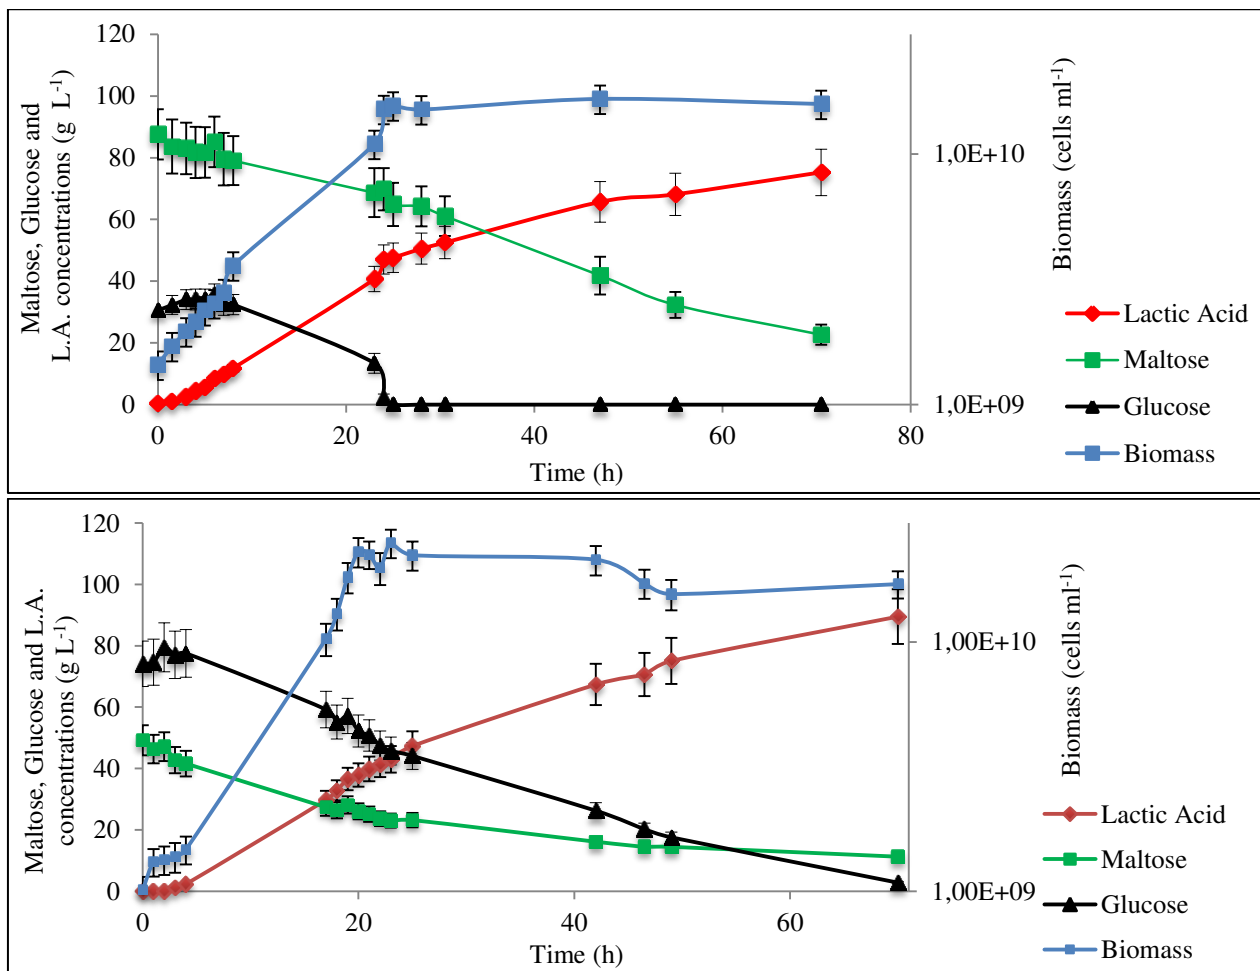 Maltose, Glucose and
L.A. concentrations (g L-1)
120
100
80
60
40
20
0
0
20
40
60
80
Time (h)
1,0E+10
1,0E+09
Biomass (cells ml-1)
Lactic Acid
Maltose
Glucose
Biomass
Maltose, Glucose and L.A.
concentrations (g L-1)
120
100
80
60
40
20
0
0
20
40
60
Time (h)
1,00E+10
1,00E+09
Biomass (cells ml-1)
Lactic Acid
Maltose
Glucose
Biomass